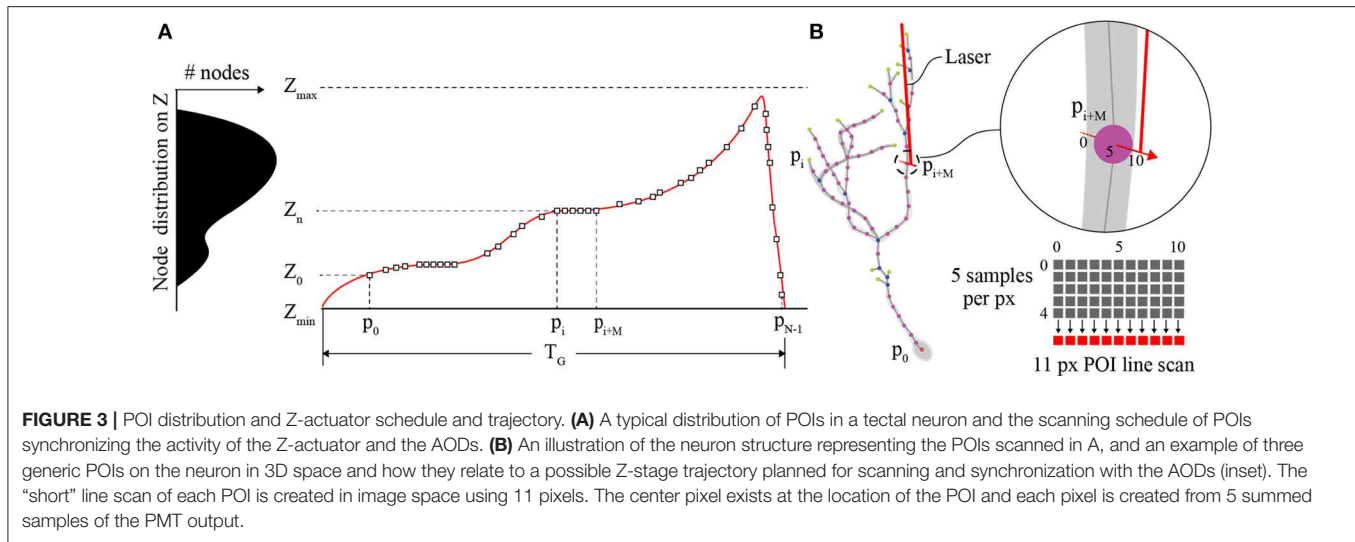 A
# nodes
Node distribution on Z
Z_max
Z_n
Z_0
Z_min
p_0
p_i
p_{i+M}
p_{N-1}
T_G
B
Laser
p_i
p_{i+M}
p_0
p_{i+M}
0
5
10
0 5 10
0
5 samples
per px
4
11 px POI line scan
FIGURE 3 | POI distribution and Z-actuator schedule and trajectory. (A) A typical distribution of POIs in a tectal neuron and the scanning schedule of POIs
synchronizing the activity of the Z-actuator and the AODs. (B) An illustration of the neuron structure representing the POIs scanned in A, and an example of three
generic POIs on the neuron in 3D space and how they relate to a possible Z-stage trajectory planned for scanning and synchronization with the AODs (inset). The
“short” line scan of each POI is created in image space using 11 pixels. The center pixel exists at the location of the POI and each pixel is created from 5 summed
samples of the PMT output.